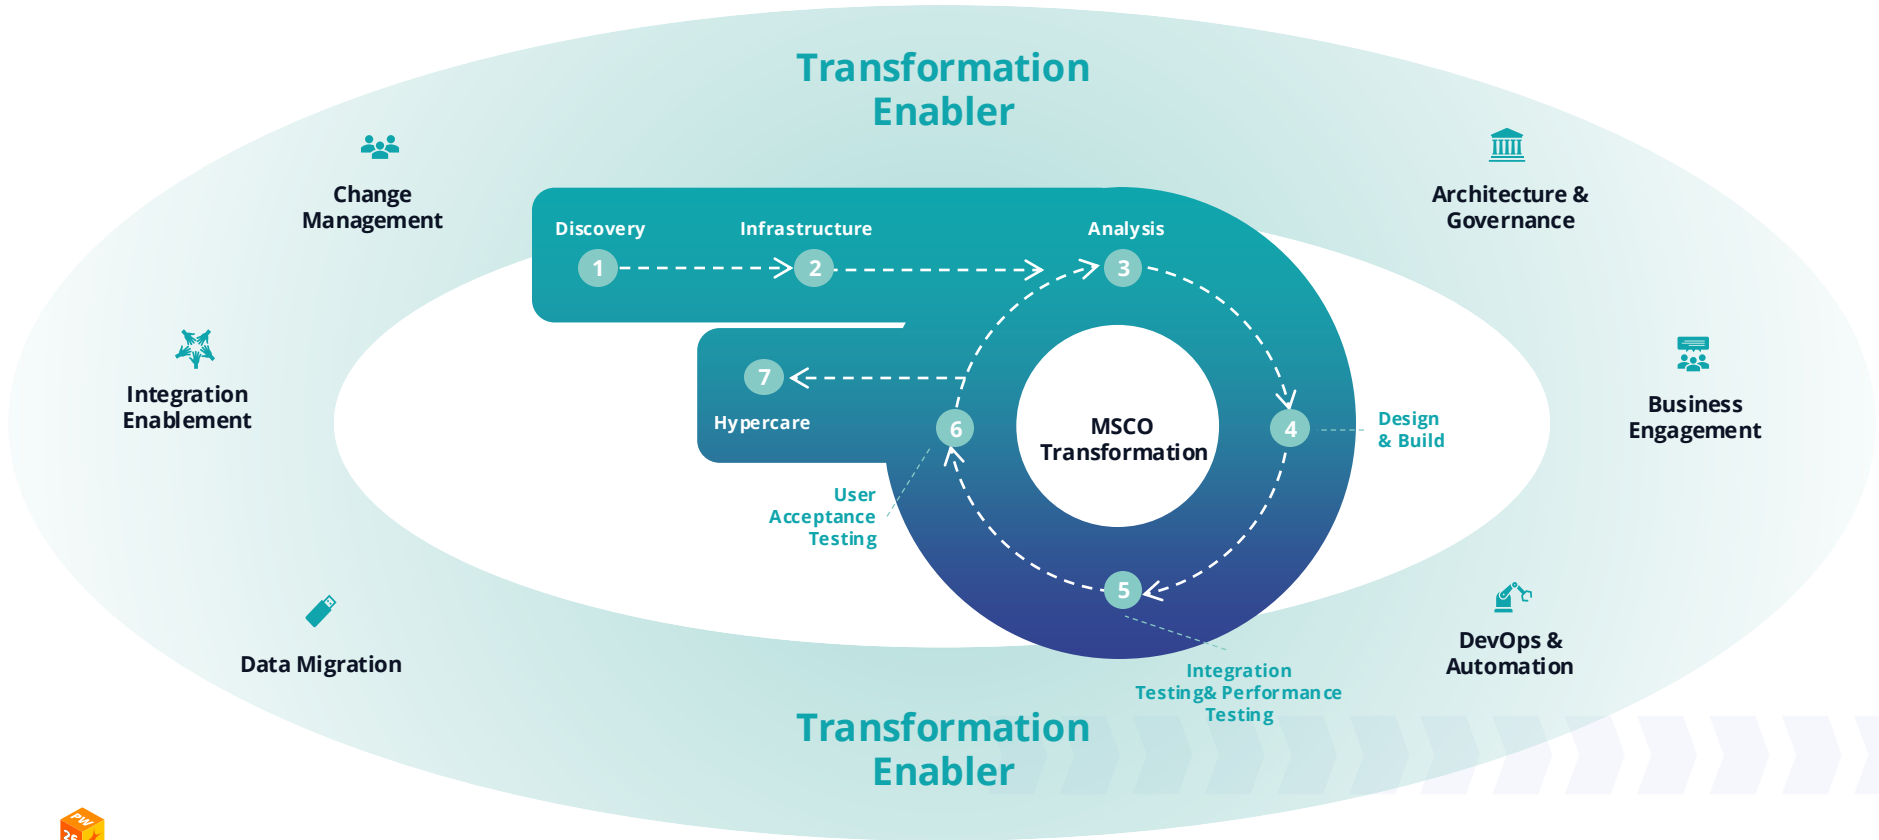 Transformation
Enabler
Change
Management
Architecture &
Governance
Discovery
Infrastructure
Analysis
1
2
3
Integration
Enablement
Business
Engagement
7
Hypercare
6
MSCO
Transformation
4
Design
& Build
User
Acceptance
Testing
5
Data Migration
DevOps &
Automation
Integration
Testing& Performance
Testing
Transformation
Enabler
PW
25